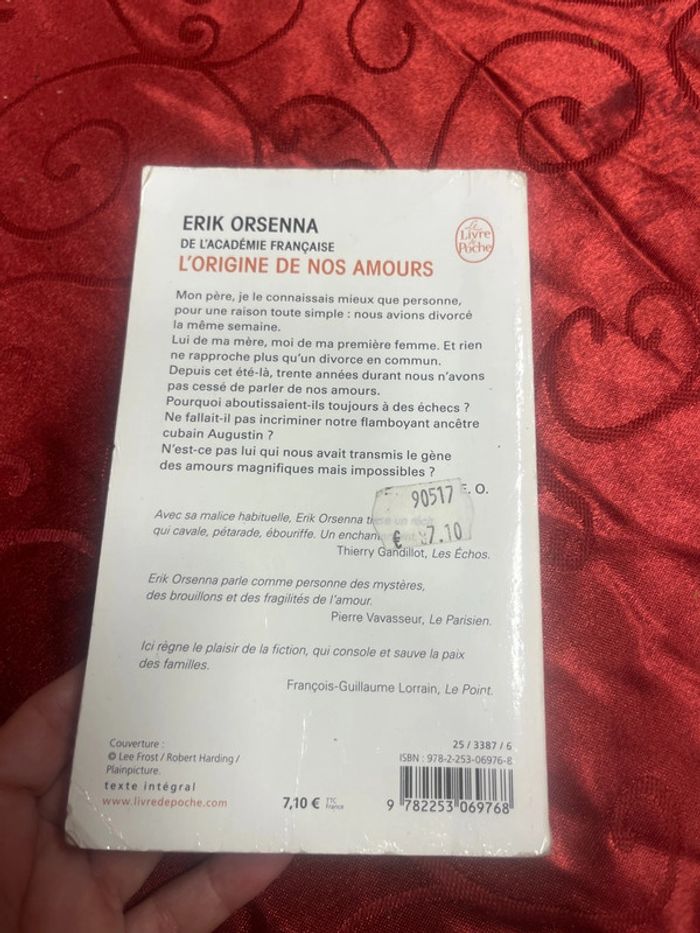 ERIK ORSENNA
DE L'ACADÉMIE FRANÇAISE
L'ORIGINE DE NOS AMOURS
Le
Livre
de
Poche
Mon père, je le connaissais mieux que personne,
pour une raison toute simple : nous avions divorcé
la même semaine.
Lui de ma mère, moi de ma première femme. Et rien
ne rapproche plus qu'un divorce en commun.
Depuis cet été-là, trente années durant nous n'avons
pas cessé de parler de nos amours.
Pourquoi aboutissaient-ils toujours à des échecs ?
Ne fallait-il pas incriminer notre flamboyant ancêtre
cubain Augustin ?
N'est-ce pas lui qui nous avait transmis le gène
des amours magnifiques mais impossibles ?
E. O.
90517
€ 7.10
Avec sa malice habituelle, Erik Orsenna un récit
qui cavale, pétarade, ébouriffe. Un
Thierry Gandillot, Les Échos.
Erik Orsenna parle comme personne des mystères,
des brouillons et des fragilités de l'amour.
Pierre Vavasseur, Le Parisien.
Ici règne le plaisir de la fiction, qui console et sauve la paix
des familles.
François-Guillaume Lorrain, Le Point.
Couverture :
© Lee Frost / Robert Harding /
Plainpicture.
texte intégral
www.livredepoche.com
7,10 € TTC
France
25 / 3387 / 6
ISBN : 978-2-253-06976-8
9 782253 069768